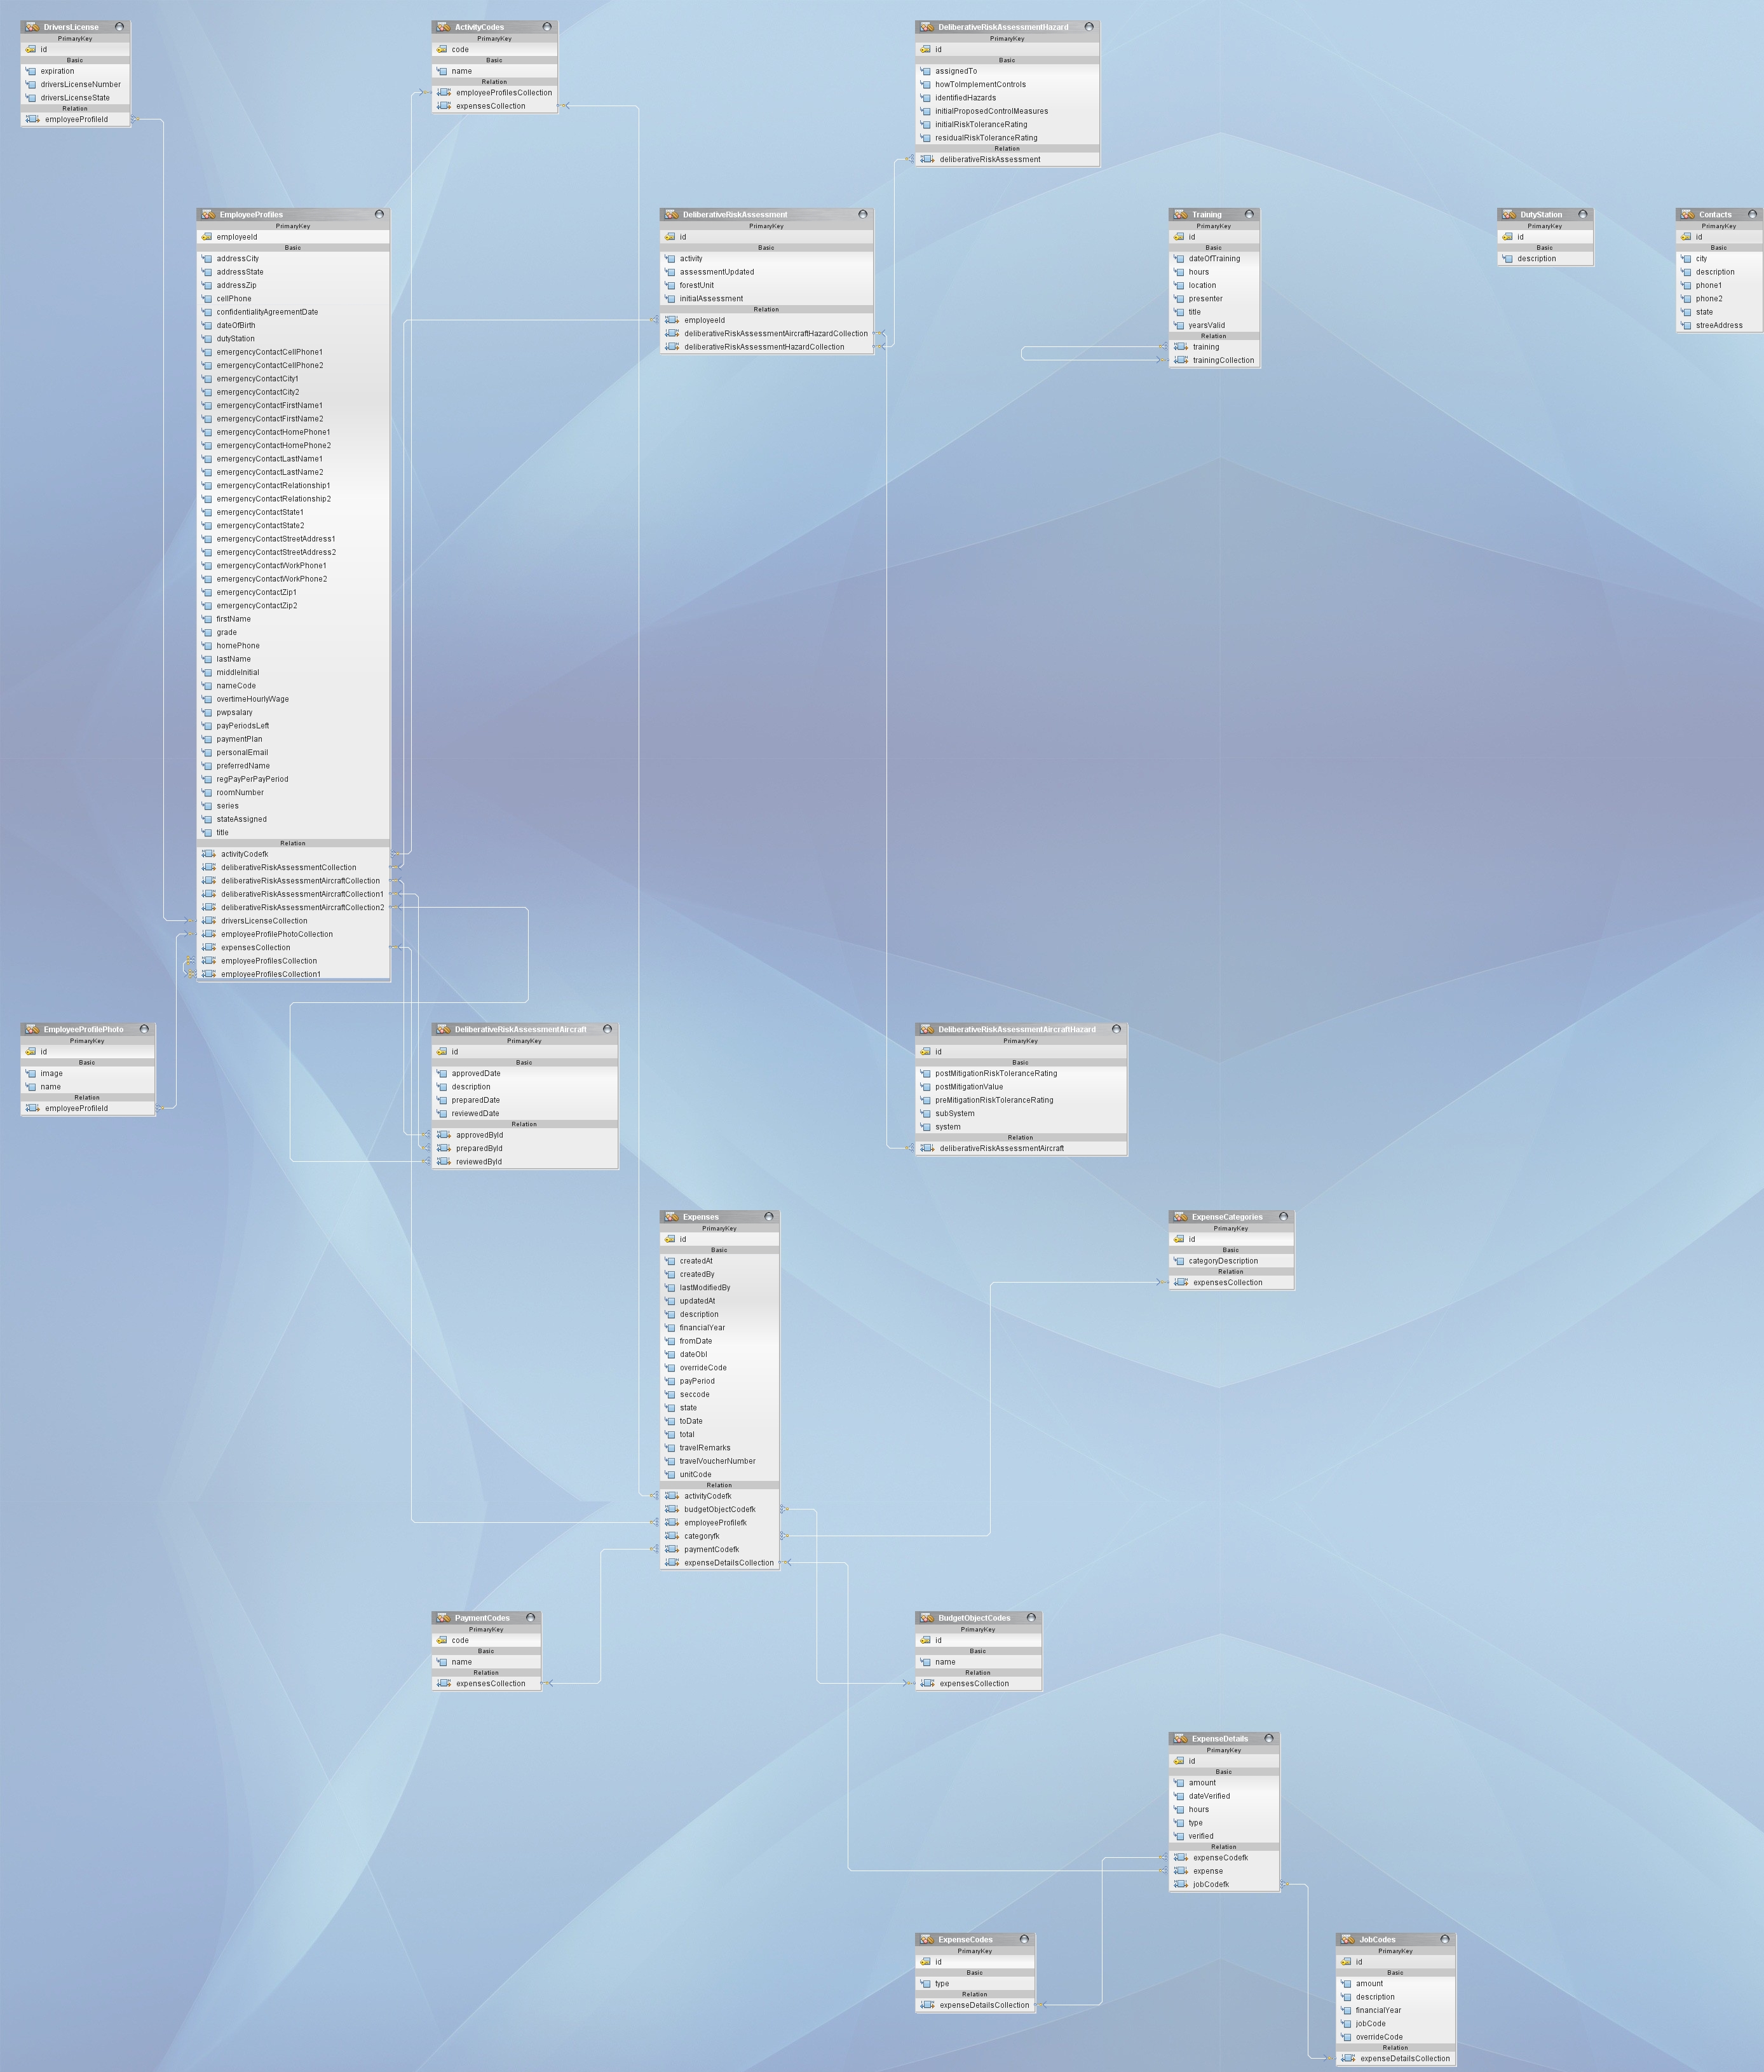 DriversLicense
PrimaryKey
id
Basic
expiration
driversLicenseNumber
driversLicenseState
Relation
employeeProfileId
ActivityCodes
PrimaryKey
code
Basic
name
Relation
employeeProfilesCollection
expensesCollection
DeliberativeRiskAssessmentHazard
PrimaryKey
id
Basic
assignedTo
howToImplementControls
identifiedHazards
initialProposedControlMeasures
initialRiskToleranceRating
residualRiskToleranceRating
Relation
deliberativeRiskAssessment
EmployeeProfiles
PrimaryKey
employeeId
Basic
addressCity
addressState
addressZip
cellPhone
confidentialityAgreementDate
dateOfBirth
dutyStation
emergencyContactCellPhone1
emergencyContactCellPhone2
emergencyContactCity1
emergencyContactCity2
emergencyContactFirstName1
emergencyContactFirstName2
emergencyContactHomePhone1
emergencyContactHomePhone2
emergencyContactLastName1
emergencyContactLastName2
emergencyContactRelationship1
emergencyContactRelationship2
emergencyContactState1
emergencyContactState2
emergencyContactStreetAddress1
emergencyContactStreetAddress2
emergencyContactWorkPhone1
emergencyContactWorkPhone2
emergencyContactZip1
emergencyContactZip2
firstName
grade
homePhone
lastName
middleInitial
nameCode
overtimeHourlyWage
pwpsalary
payPeriodsLeft
paymentPlan
personalEmail
preferredName
regPayPerPayPeriod
roomNumber
series
stateAssigned
title
Relation
activityCodefk
deliberativeRiskAssessmentCollection
deliberativeRiskAssessmentAircraftCollection
deliberativeRiskAssessmentAircraftCollection1
deliberativeRiskAssessmentAircraftCollection2
driversLicenseCollection
employeeProfilePhotoCollection
expensesCollection
employeeProfilesCollection
employeeProfilesCollection1
DeliberativeRiskAssessment
PrimaryKey
id
Basic
activity
assessmentUpdated
forestUnit
initialAssessment
Relation
employeeId
deliberativeRiskAssessmentAircraftHazardCollection
deliberativeRiskAssessmentHazardCollection
Training
PrimaryKey
id
Basic
dateOfTraining
hours
location
presenter
title
yearsValid
Relation
training
trainingCollection
DutyStation
PrimaryKey
id
Basic
description
Contacts
PrimaryKey
id
Basic
city
description
phone1
phone2
state
streeAddress
EmployeeProfilePhoto
PrimaryKey
id
Basic
image
name
Relation
employeeProfileId
DeliberativeRiskAssessmentAircraft
PrimaryKey
id
Basic
approvedDate
description
preparedDate
reviewedDate
Relation
approvedById
preparedById
reviewedById
DeliberativeRiskAssessmentAircraftHazard
PrimaryKey
id
Basic
postMitigationRiskToleranceRating
postMitigationValue
preMitigationRiskToleranceRating
subSystem
system
Relation
deliberativeRiskAssessmentAircraft
Expenses
PrimaryKey
id
Basic
createdAt
createdBy
lastModifiedBy
updatedAt
description
financialYear
fromDate
dateObl
overrideCode
payPeriod
seccode
state
toDate
total
travelRemarks
travelVoucherNumber
unitCode
Relation
activityCodefk
budgetObjectCodefk
employeeProfilefk
categoryfk
paymentCodefk
expenseDetailsCollection
ExpenseCategories
PrimaryKey
id
Basic
categoryDescription
Relation
expensesCollection
PaymentCodes
PrimaryKey
code
Basic
name
Relation
expensesCollection
BudgetObjectCodes
PrimaryKey
id
Basic
name
Relation
expensesCollection
ExpenseDetails
PrimaryKey
id
Basic
amount
dateVerified
hours
type
verified
Relation
expenseCodefk
expense
jobCodefk
ExpenseCodes
PrimaryKey
id
Basic
type
Relation
expenseDetailsCollection
JobCodes
PrimaryKey
id
Basic
amount
description
financialYear
jobCode
overrideCode
Relation
expenseDetailsCollection